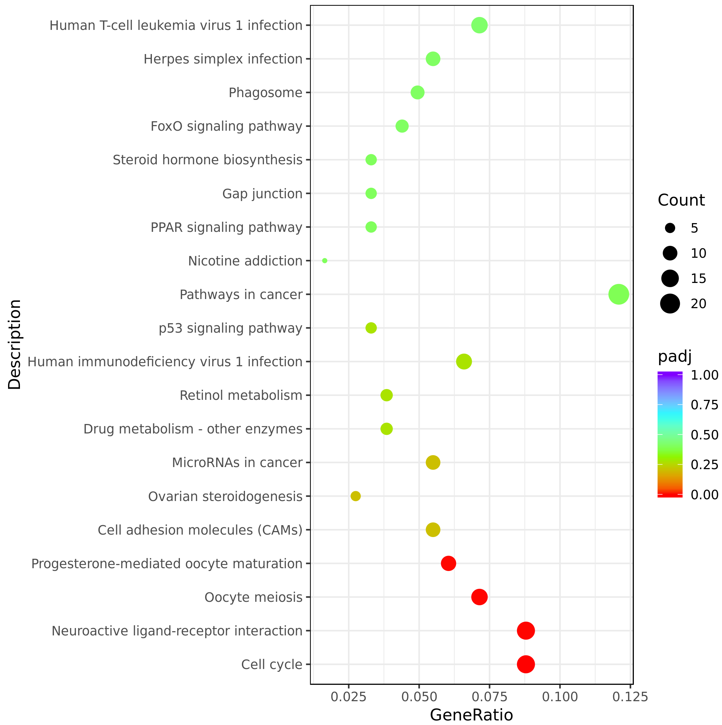 Human T-cell leukemia virus 1 infection
Herpes simplex infection
Phagosome
FoxO signaling pathway
Steroid hormone biosynthesis
Gap junction
PPAR signaling pathway
Nicotine addiction
Pathways in cancer
p53 signaling pathway
Human immunodeficiency virus 1 infection
Retinol metabolism
Drug metabolism - other enzymes
MicroRNAs in cancer
Ovarian steroidogenesis
Cell adhesion molecules (CAMs)
Progesterone-mediated oocyte maturation
Oocyte meiosis
Neuroactive ligand-receptor interaction
Cell cycle
Description
0.025 0.050 0.075 0.100 0.125
GeneRatio
Count
5
10
15
20
padj
1.00
0.75
0.50
0.25
0.00